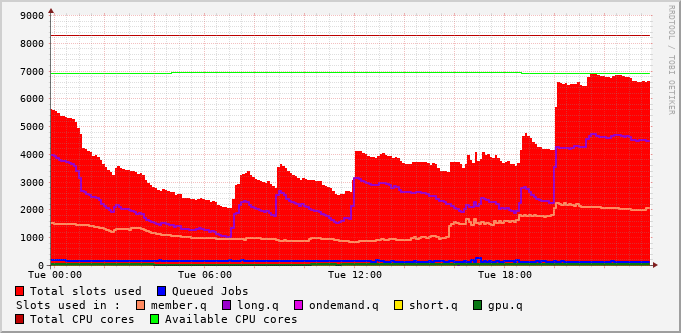 9000
8000
7000
6000
5000
4000
3000
2000
1000
0
Tue 00:00 Tue 06:00 Tue 12:00 Tue 18:00
RRDTOOL / TOBI OETIKER
Total slots used Queued Jobs
Slots used in : member.q long.q ondemand.q short.q gpu.q
Total CPU cores Available CPU cores